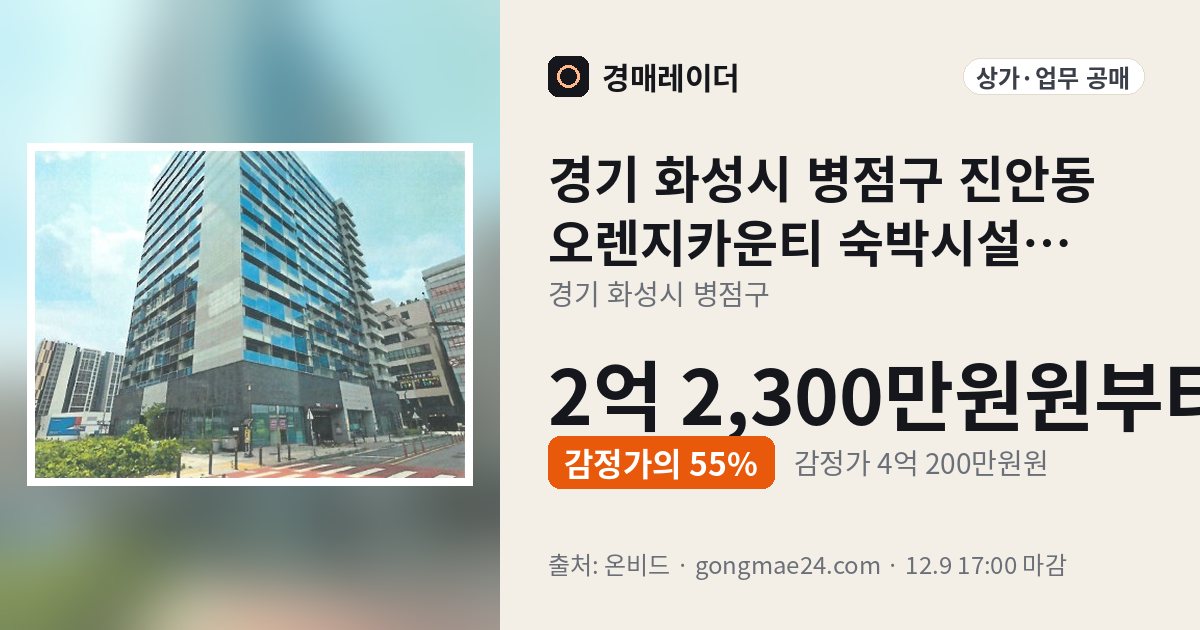 경매레이더
상가·업무 공매
경기 화성시 병점구 진안동
오렌지카운티 숙박시설…
경기 화성시 병점구
2억 2,300만원원부터
감정가의 55%
감정가 4억 200만원원
출처: 온비드 · gongmae24.com · 12.9 17:00 마감